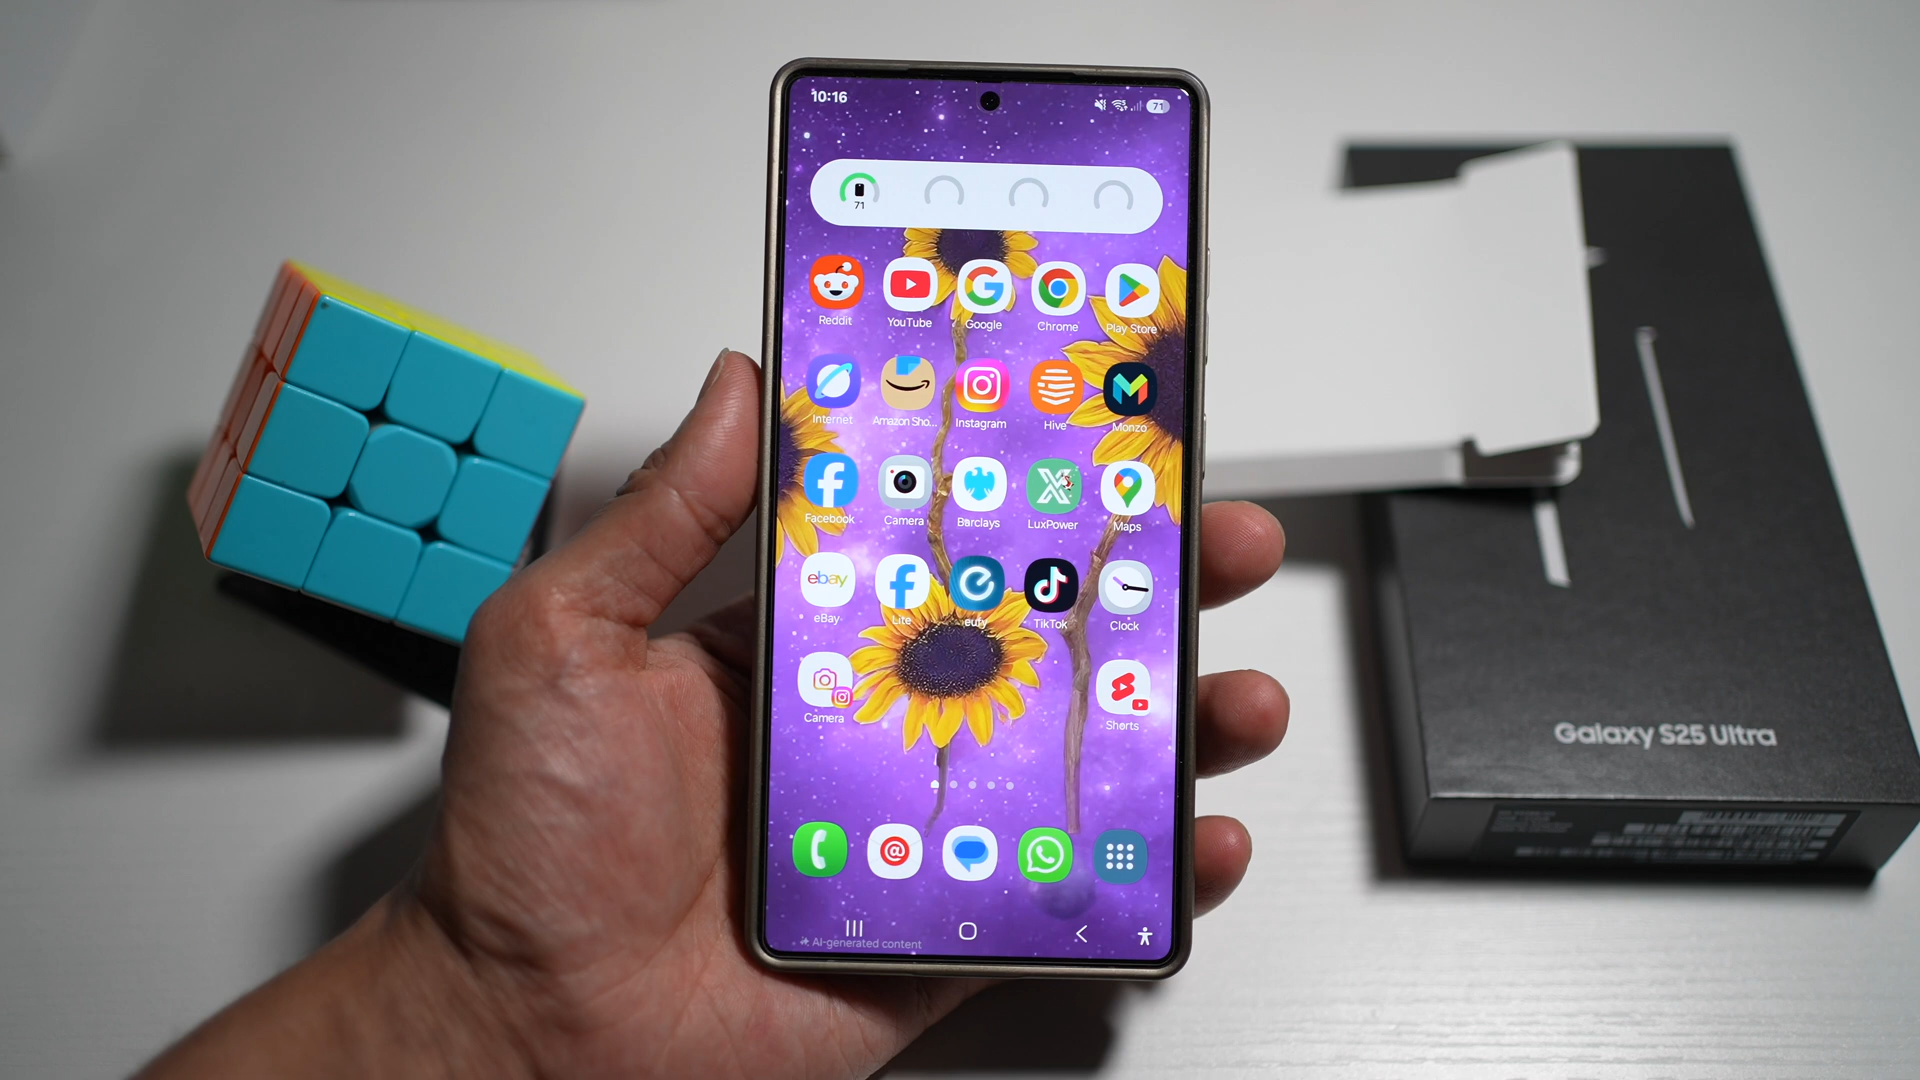 10:16
71
71
Reddit
YouTube
Google
Chrome
Play Store
Internet
Amazon Sho...
Instagram
Hive
Monzo
Facebook
Camera
Barclays
LuxPower
Maps
ebay
eBay
Lite
eufy
TikTok
Clock
Camera
Shorts
AI-generated content
Galaxy S25 Ultra